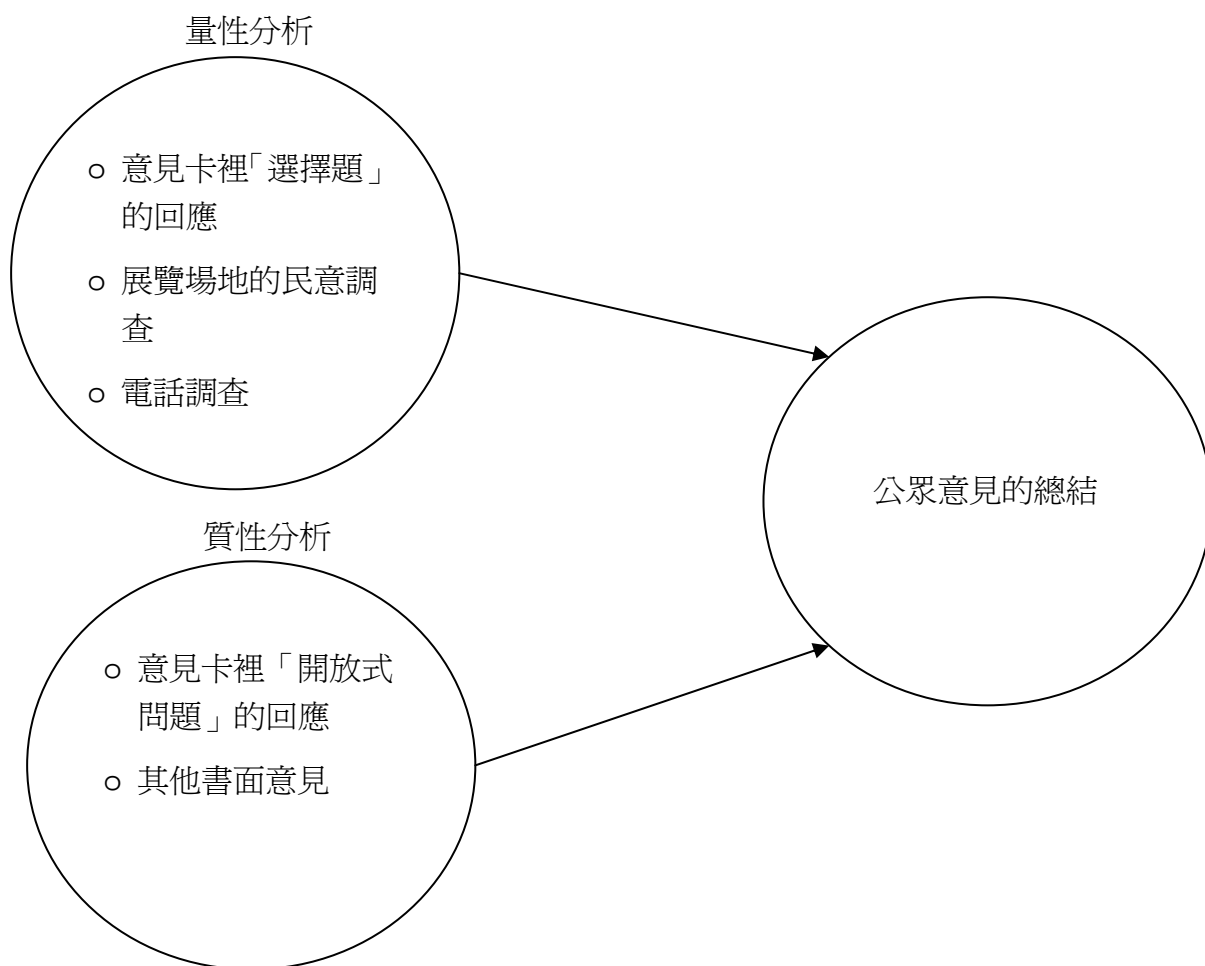 量性分析
o 意見卡裡「選擇題」
的回應
o 展覽場地的民意調
查
o 電話調查
公眾意見的總結
質性分析
o 意見卡裡「開放式
問題」的回應
o 其他書面意見